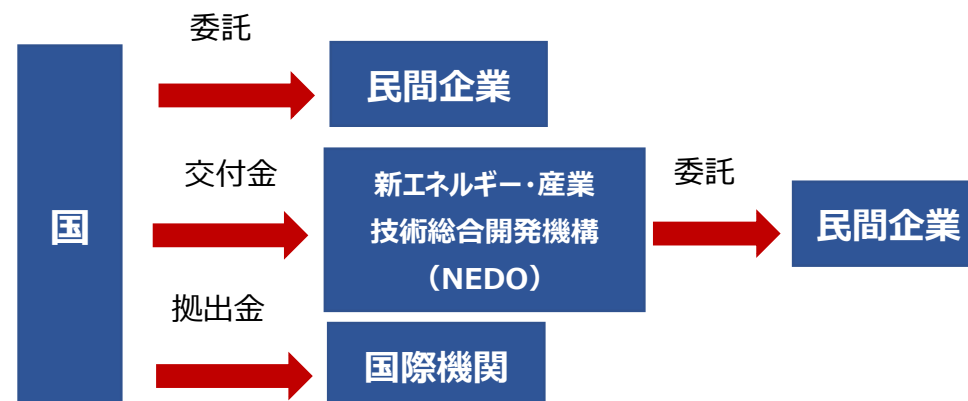 国
委託
民間企業
交付金
新エネルギー・産業
技術総合開発機構
（NEDO）
委託
民間企業
拠出金
国際機関